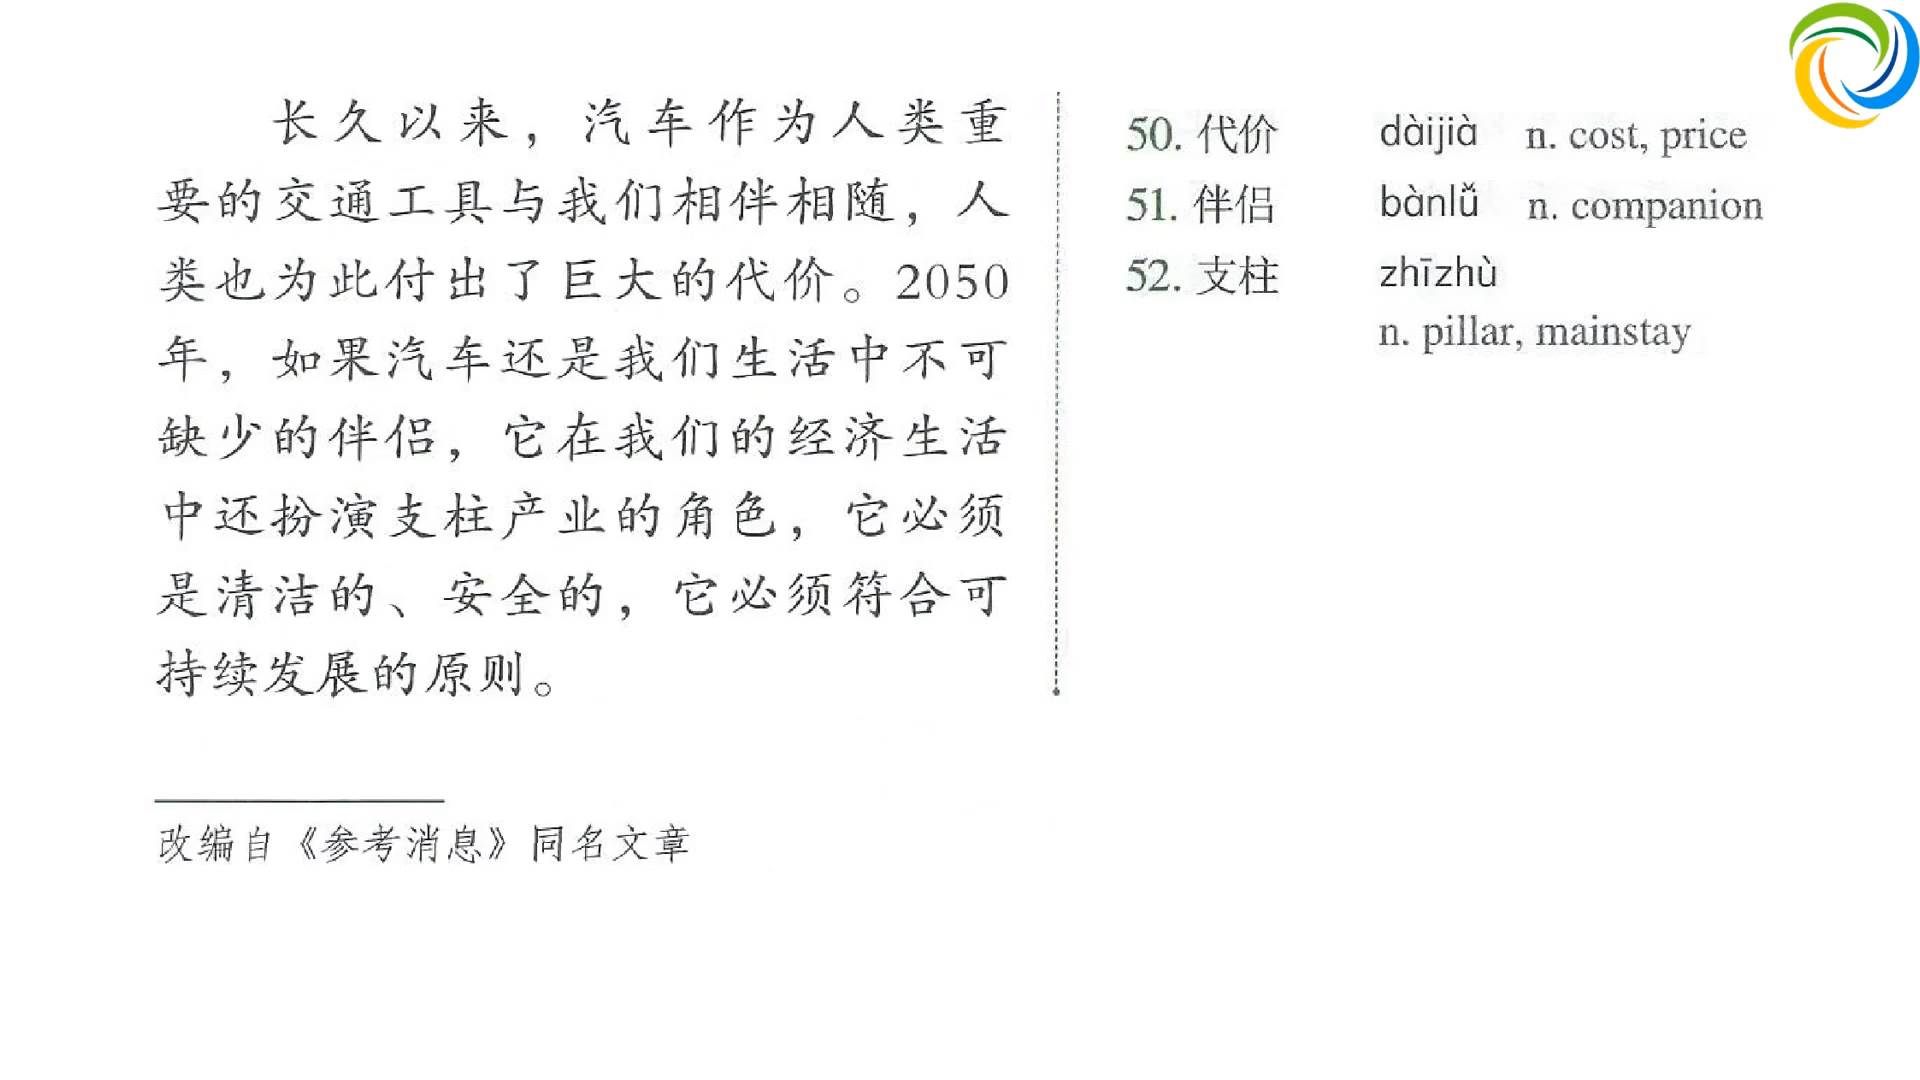 长久以来，汽车作为人类重
要的交通工具与我们相伴相随，人
类也为此付出了巨大的代价。2050
年，如果汽车还是我们生活中不可
缺少的伴侣，它在我们的经济生活
中还扮演支柱产业的角色，它必须
是清洁的、安全的，它必须符合可
持续发展的原则。
改编自《参考消息》同名文章
50. 代价 dàijià n. cost, price
51. 伴侣 bànlǚ n. companion
52. 支柱 zhīzhù
n. pillar, mainstay